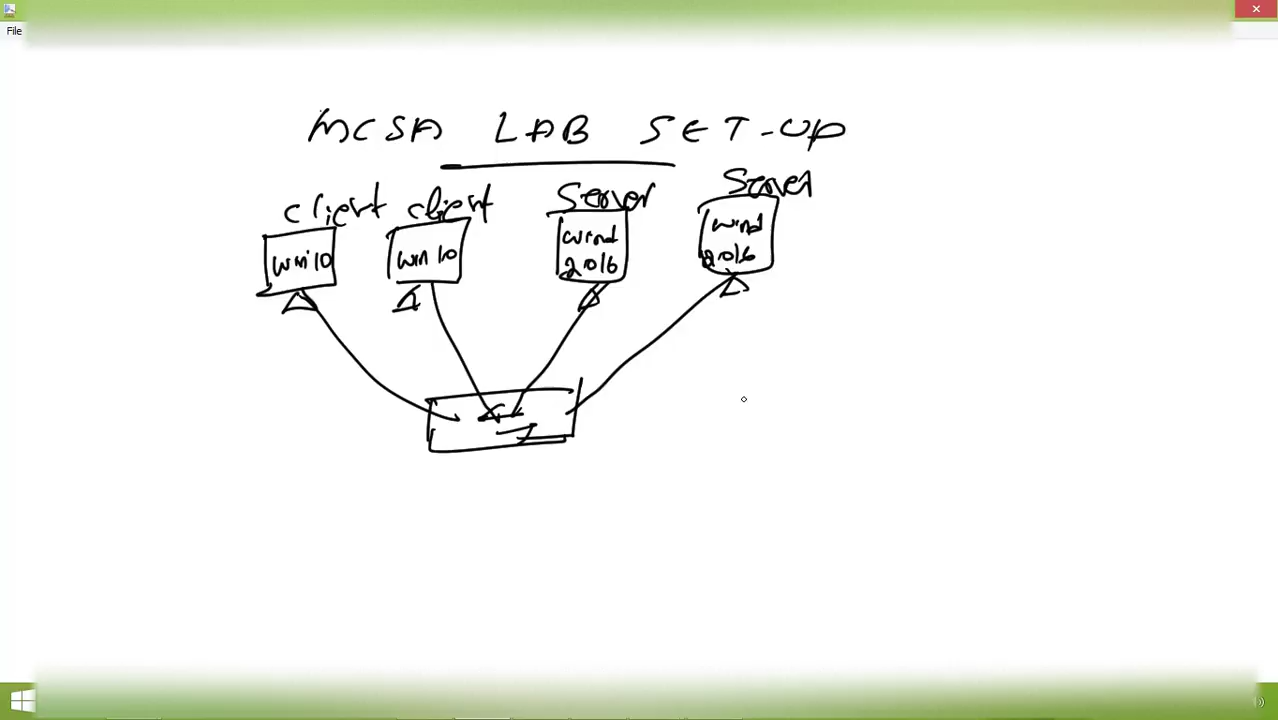 File
MCSA LAB SET-UP
client client Server Server
win10 win10 wind 2016 wind 2016